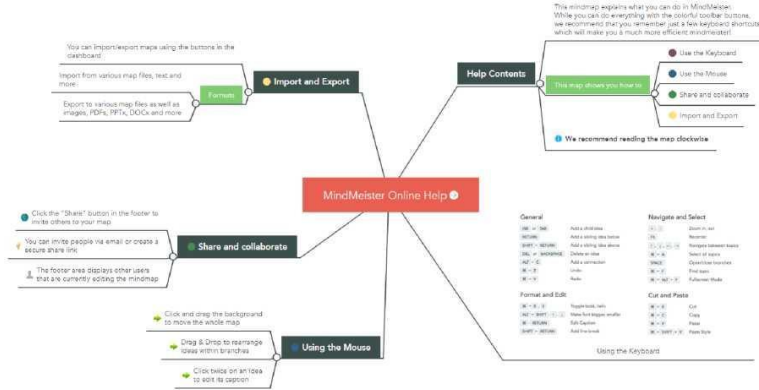 This mindmap explains what you can do in MindMeister.
While you can do everything with the colorful toolbar buttons,
we recommend that you remember just a few keyboard shortcuts
which will make you a much more efficient mindmeister!
Help Contents
This map shows you how to
Use the Keyboard
Use the Mouse
Share and collaborate
Import and Export
We recommend reading the map clockwise
You can import/export maps using the buttons in the
dashboard
Import from various map files, text and
more
Export to various map files as well as
images, PDFs, PPTx, DOCx and more
Formats
Import and Export
MindMeister Online Help
Click the "Share" button in the footer to
invite others to your map
You can invite people via email or create a
secure share link
The footer area displays other users
that are currently editing the mindmap
Share and collaborate
Click and drag the background
to move the whole map
Drag & Drop to rearrange
ideas within branches
Click twice on an idea
to edit its caption
Using the Mouse
General
Add a child idea
RETURN Add a sibling idea below
SHIFT + RETURN Add a sibling idea above
DEL or BACKSPACE Delete an idea
ALT + C Add a connection
Undo
Redo
Navigate and Select
Zoom in, out
Recenter
Navigate between topics
Select all topics
SPACE Open/close branches
Find topic
Fullscreen Mode
Format and Edit
Toggle bold, italic
Make font bigger, smaller
Edit Caption
SHIFT + RETURN Add line break
Cut and Paste
Cut
Copy
Paste
Paste Style
Using the Keyboard